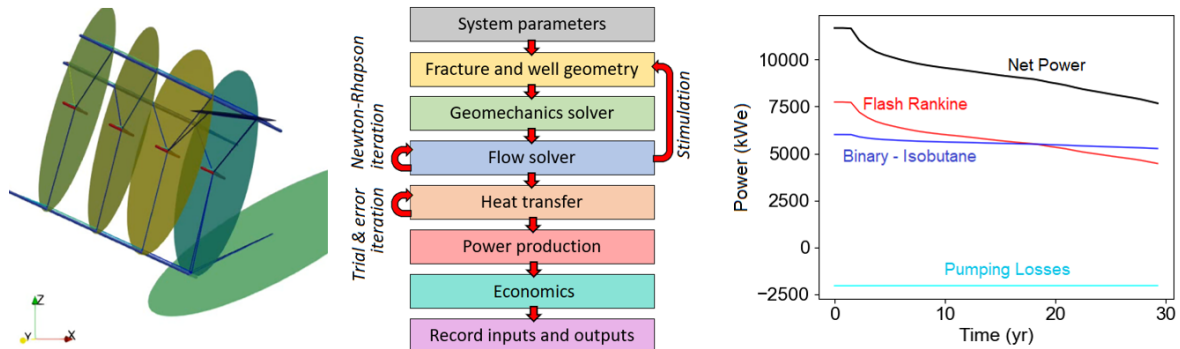 Z
Y
X
System parameters
Fracture and well geometry
Geomechanics solver
Flow solver
Heat transfer
Power production
Economics
Record inputs and outputs
Newton-Rhapson
iteration
Trial & error
iteration
Stimulation
Power (kWe)
10000
7500
5000
2500
0
−2500
Net Power
Flash Rankine
Binary - Isobutane
Pumping Losses
0
10
20
30
Time (yr)